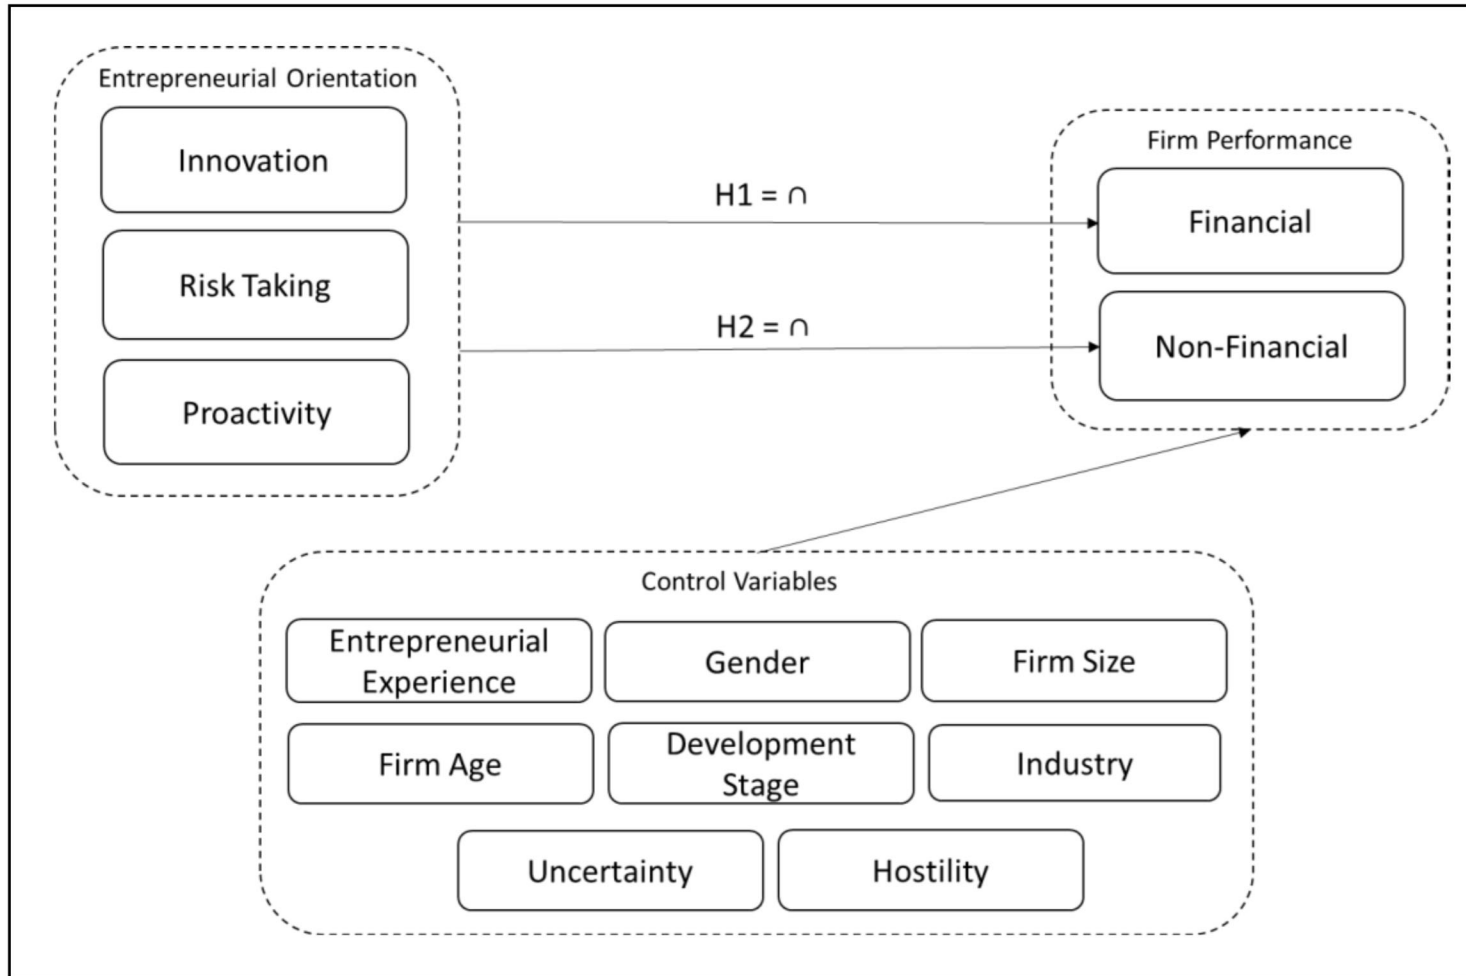 Entrepreneurial Orientation
Innovation
Risk Taking
Proactivity
H1 = ∩
H2 = ∩
Firm Performance
Financial
Non-Financial
Control Variables
Entrepreneurial
Experience
Gender
Firm Size
Firm Age
Development
Stage
Industry
Uncertainty
Hostility